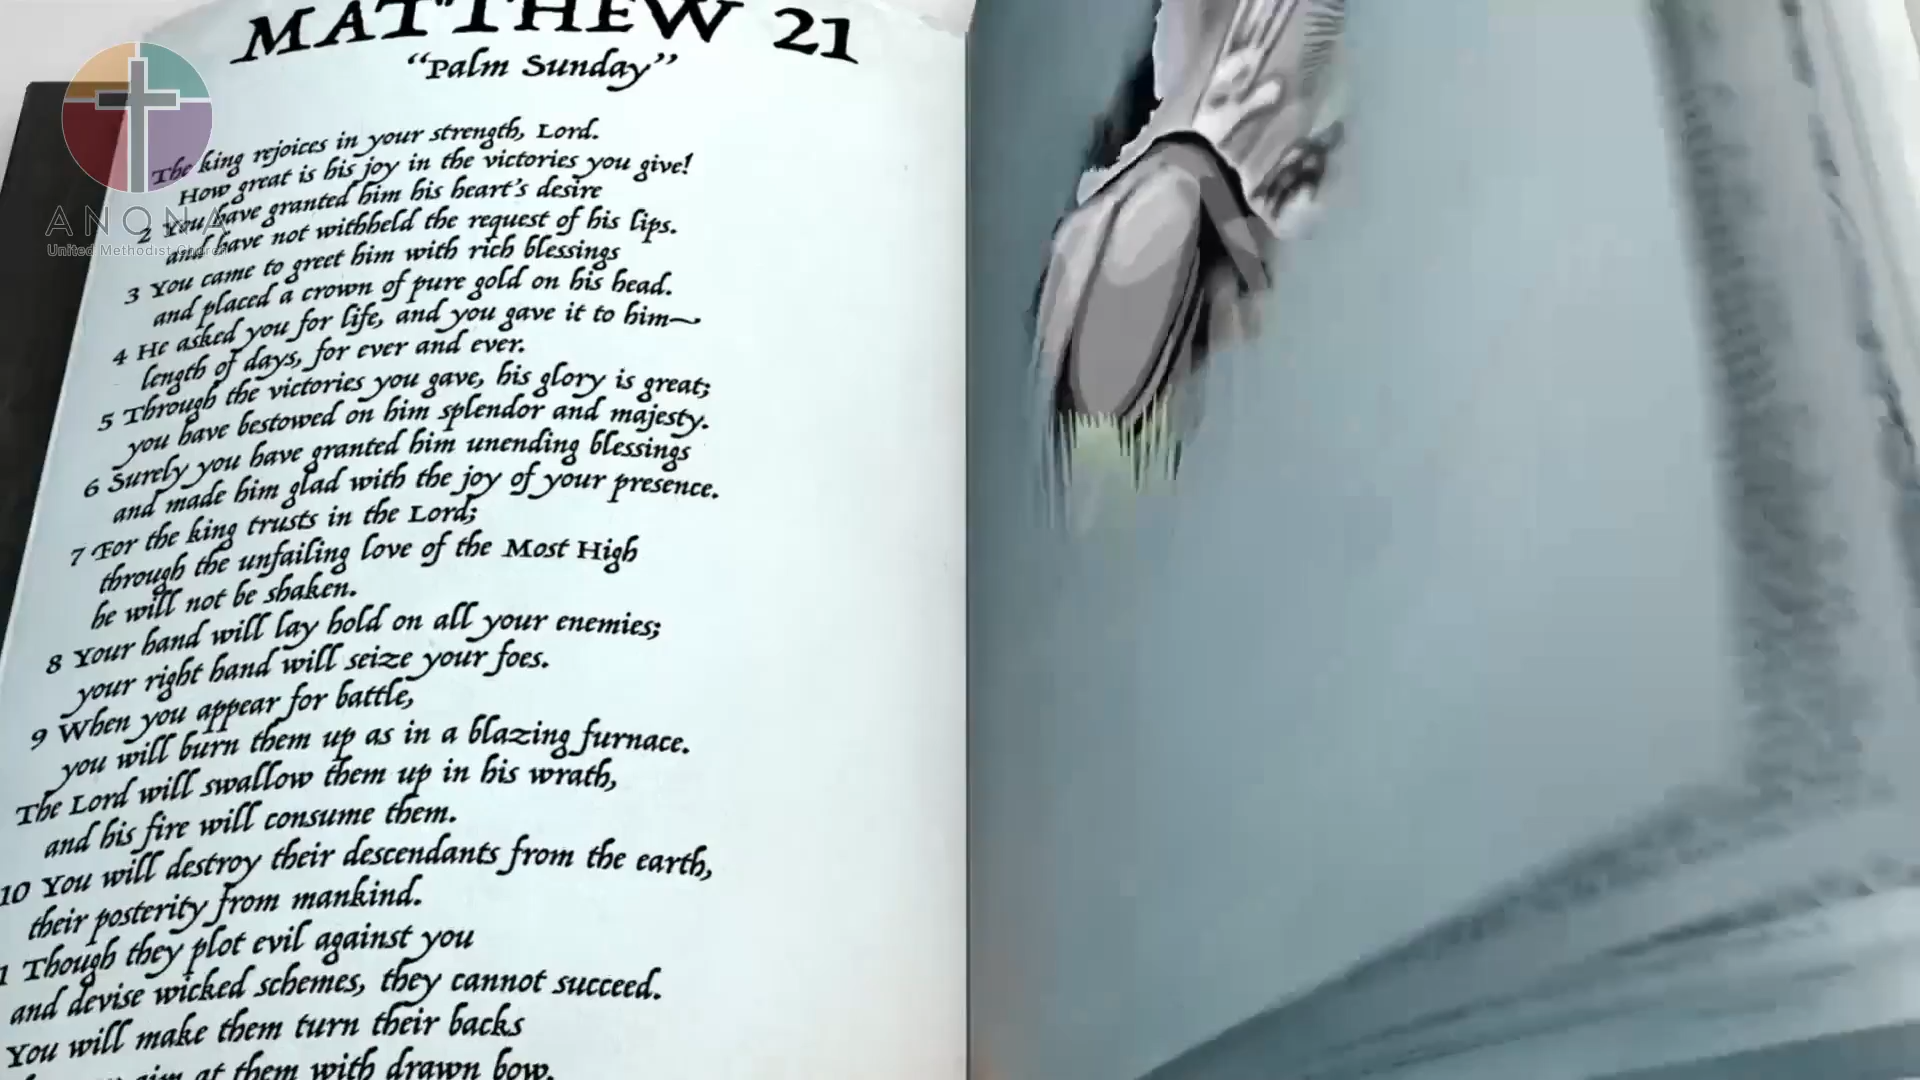 MATTHEW 21
“Palm Sunday”
The king rejoices in your strength, Lord.
How great is his joy in the victories you give!
2 You have granted him his heart’s desire
and have not withheld the request of his lips.
3 You came to greet him with rich blessings
and placed a crown of pure gold on his head.
4 He asked you for life, and you gave it to him—
length of days, for ever and ever.
5 Through the victories you gave, his glory is great;
you have bestowed on him splendor and majesty.
6 Surely you have granted him unending blessings
and made him glad with the joy of your presence.
7 For the king trusts in the Lord;
through the unfailing love of the Most High
he will not be shaken.
8 Your hand will lay hold on all your enemies;
your right hand will seize your foes.
9 When you appear for battle,
you will burn them up as in a blazing furnace.
The Lord will swallow them up in his wrath,
and his fire will consume them.
10 You will destroy their descendants from the earth,
their posterity from mankind.
1 Though they plot evil against you
and devise wicked schemes, they cannot succeed.
You will make them turn their backs
aim at them with drawn bow.
ANONA
United Methodist Church